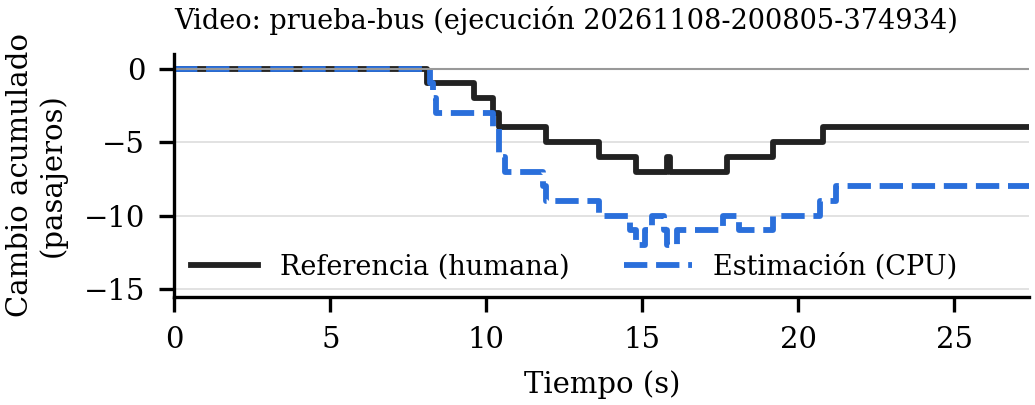 Video: prueba-bus (ejecución 20261108-200805-374934)
Cambio acumulado
(pasajeros)
0
−5
−10
−15
Referencia (humana)
Estimación (CPU)
0
5
10
15
20
25
Tiempo (s)